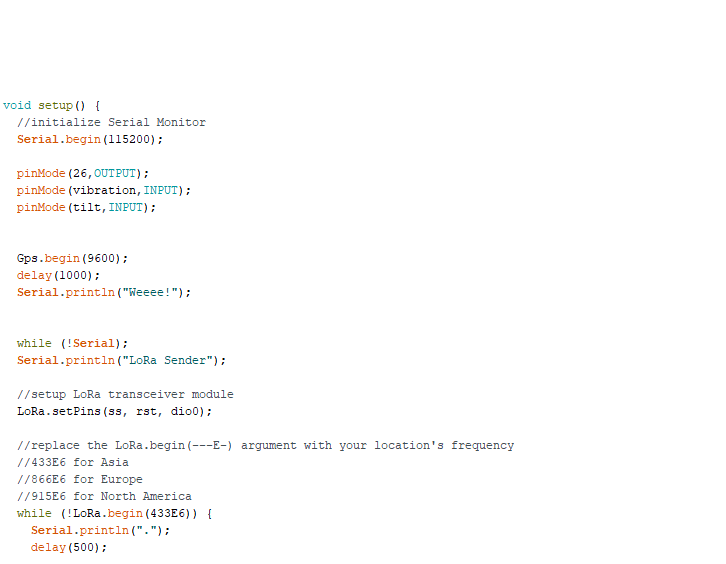 void setup() {
  //initialize Serial Monitor
  Serial.begin(115200);
  pinMode(26,OUTPUT);
  pinMode(vibration,INPUT);
  pinMode(tilt,INPUT);
  Gps.begin(9600);
  delay(1000);
  Serial.println("Weeee!");
  while (!Serial);
  Serial.println("LoRa Sender");
  //setup LoRa transceiver module
  LoRa.setPins(ss, rst, dio0);
  //replace the LoRa.begin(---E-) argument with your location's frequency
  //433E6 for Asia
  //866E6 for Europe
  //915E6 for North America
  while (!LoRa.begin(433E6)) {
    Serial.println(".");
    delay(500);